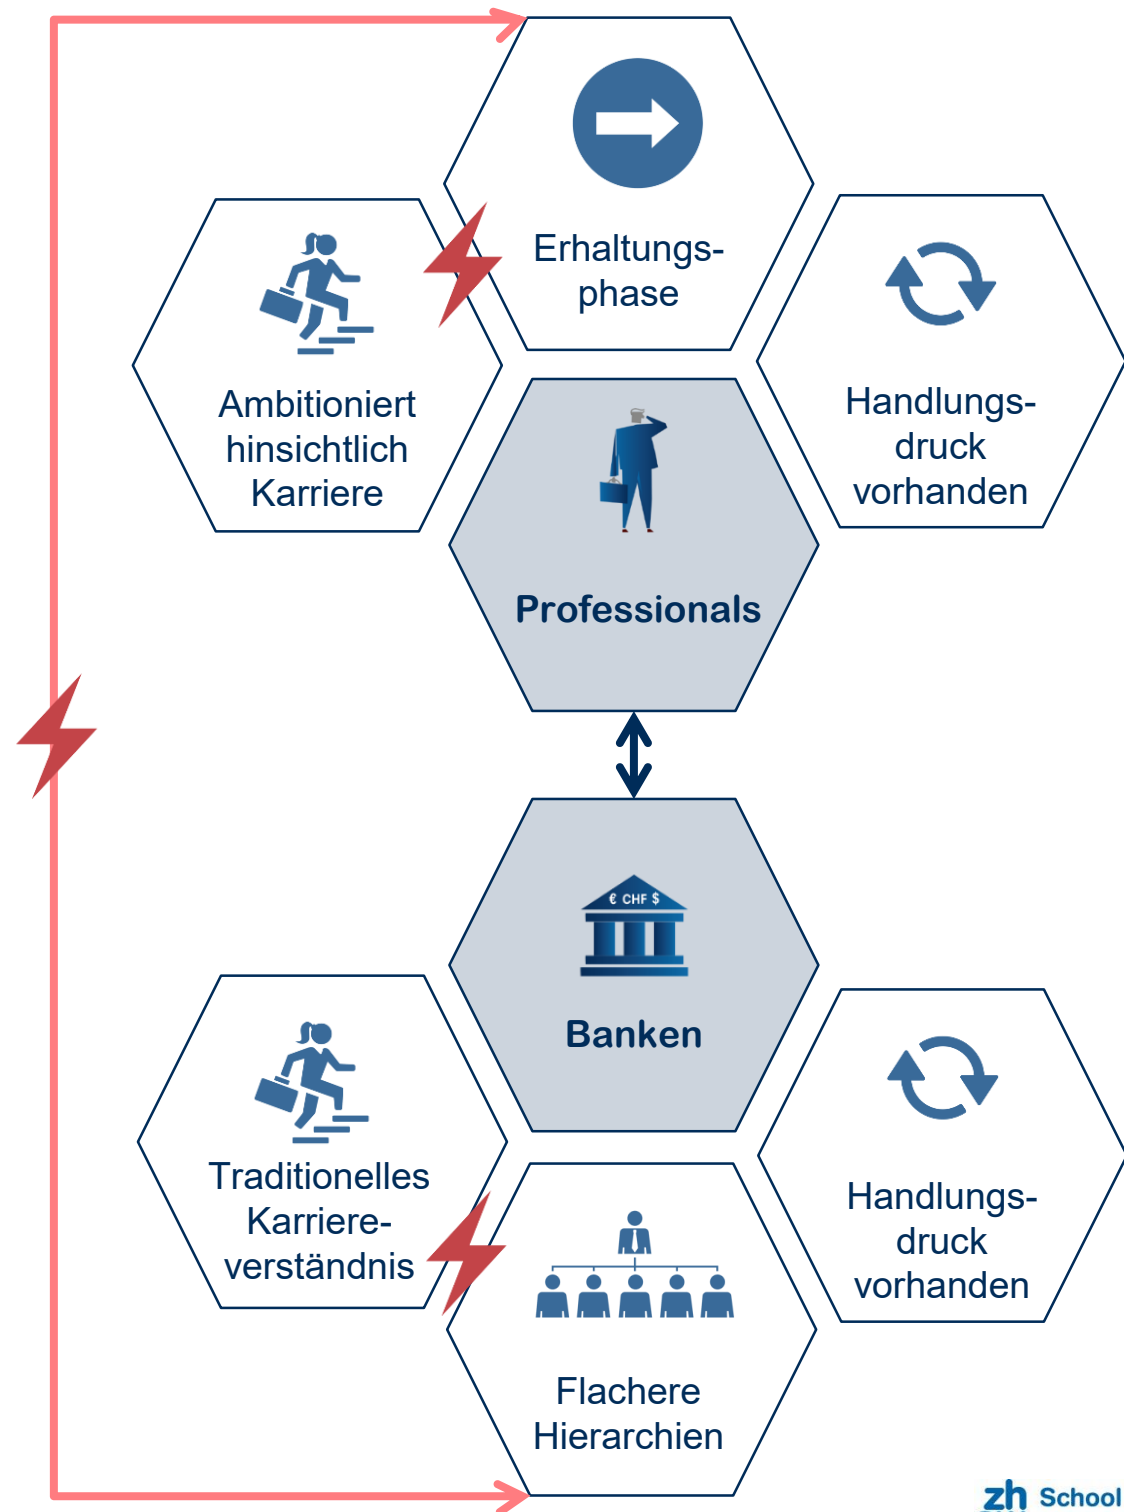 Erhaltungs-
phase
Ambitioniert
hinsichtlich
Karriere
Handlungs-
druck
vorhanden
Professionals
€ CHF $
Banken
Traditionelles
Karriere-
verständnis
Handlungs-
druck
vorhanden
Flachere
Hierarchien
zh School